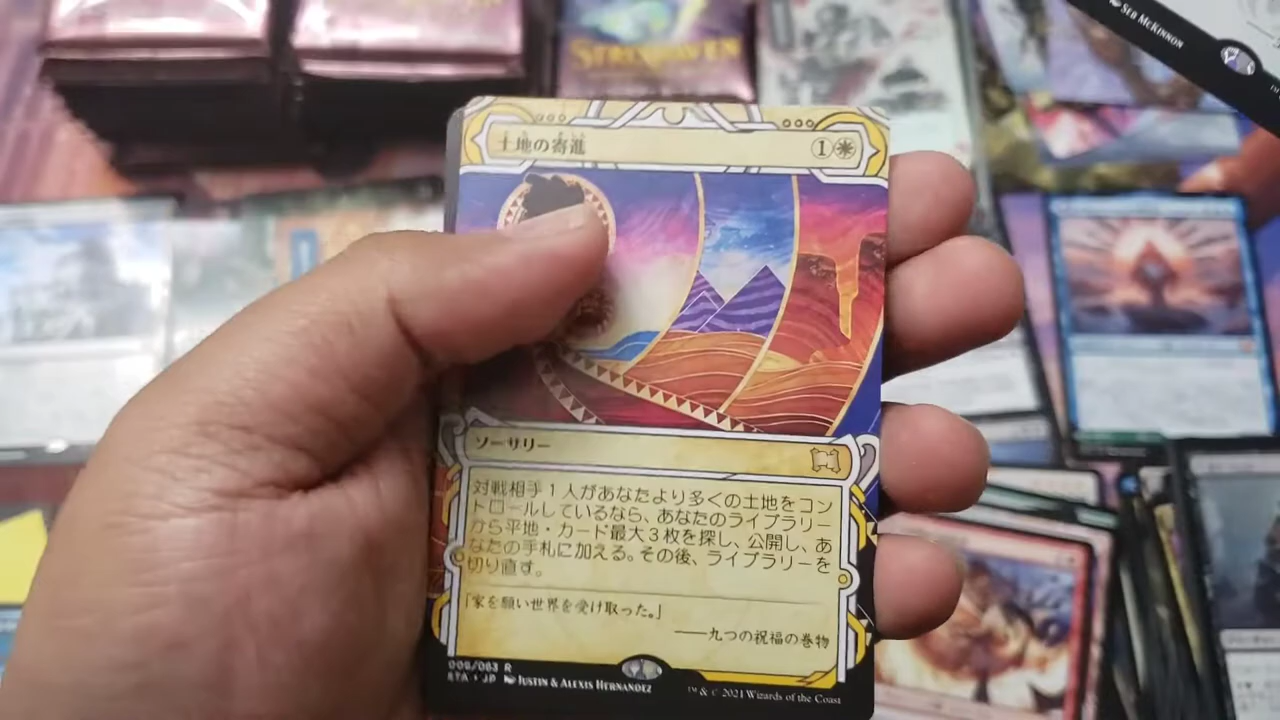 STRIXHAVEN
SEB MCKINNON
土地の寄進
1
ソーサリー
対戦相手1人があなたより多くの土地をコン
トロールしているなら、あなたのライブラリー
から平地・カード最大3枚を探し、公開し、あ
なたの手札に加える。その後、ライブラリーを
切り直す。
「家を願い世界を受け取った。」
――九つの祝福の巻物
006/063 R
STA • JP JUSTIN & ALEXIS HERNANDEZ
™ & © 2021 Wizards of the Coast